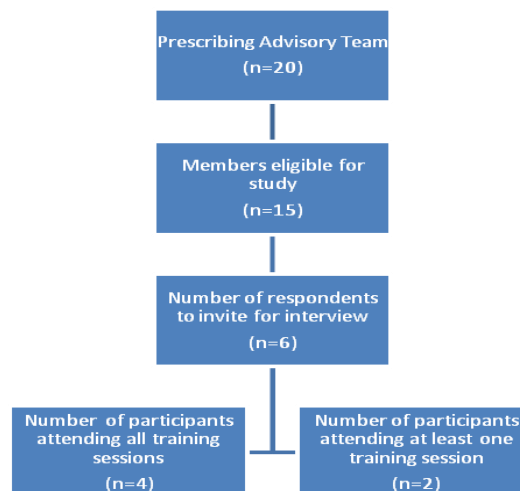 Prescribing Advisory Team
(n=20)
Members eligible for
study
(n=15)
Number of respondents
to invite for interview
(n=6)
Number of participants
attending all training
sessions
(n=4)
Number of participants
attending at least one
training session
(n=2)